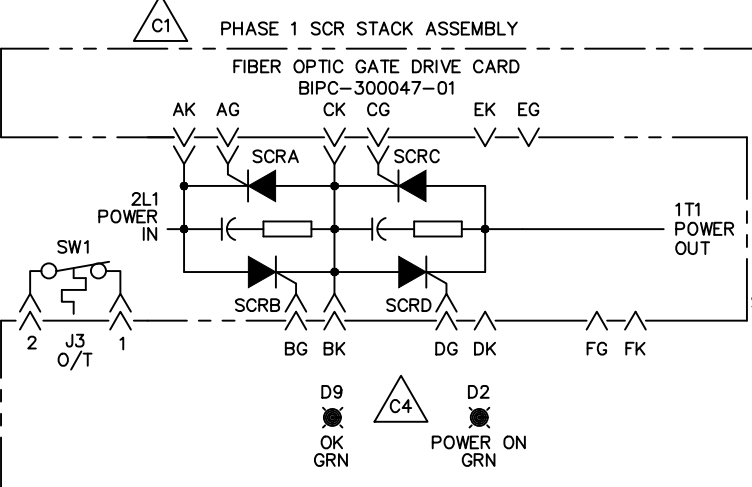 C1
PHASE 1 SCR STACK ASSEMBLY
FIBER OPTIC GATE DRIVE CARD
BIPC-300047-01
AK AG CK CG EK EG
SCRA SCRC
2L1
POWER
IN
1T1
POWER
OUT
SW1
SCRB SCRD
2 J3 1
O/T
BG BK DG DK FG FK
D9 C4 D2
OK
GRN
POWER ON
GRN